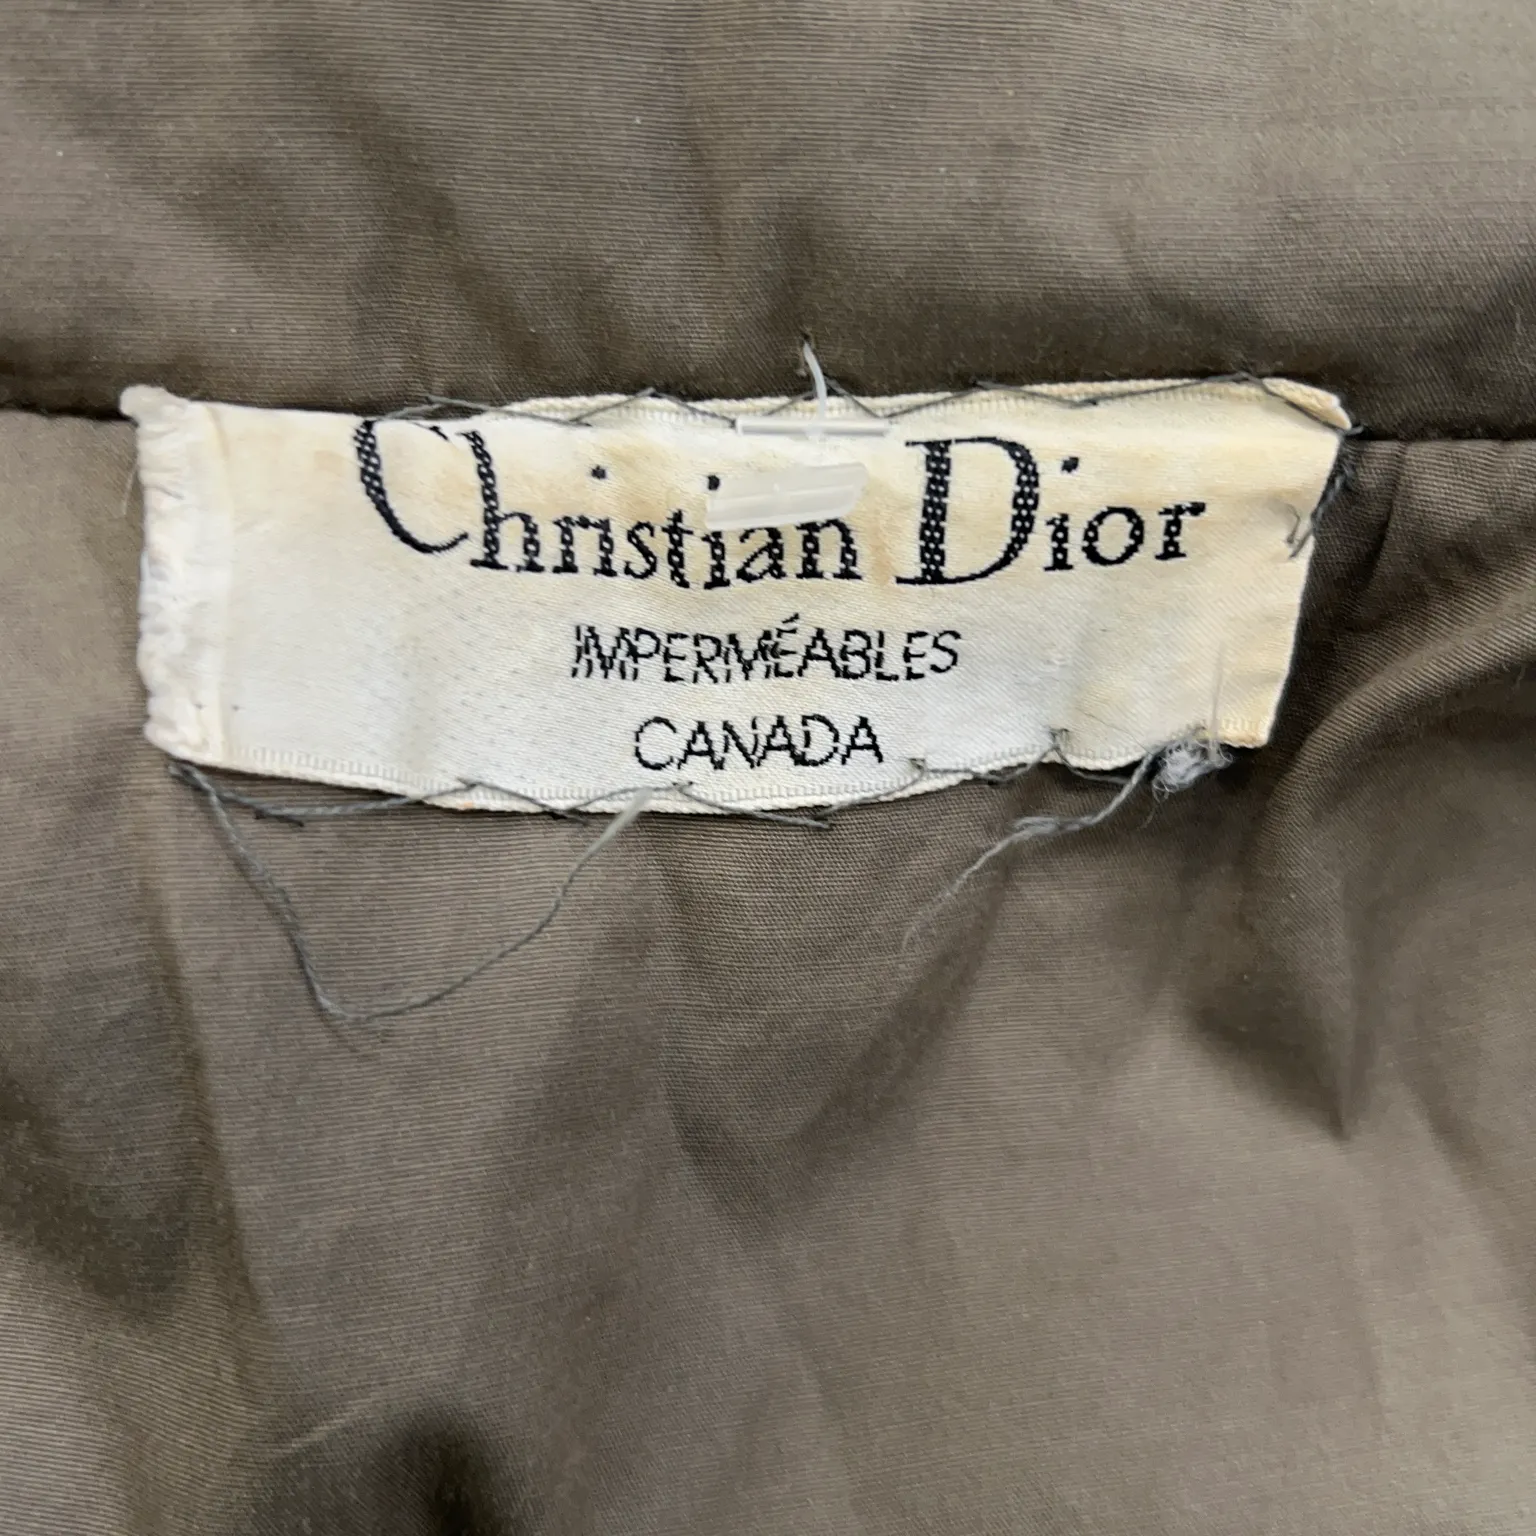 Christian Dior
IMPERMÉABLES
CANADA